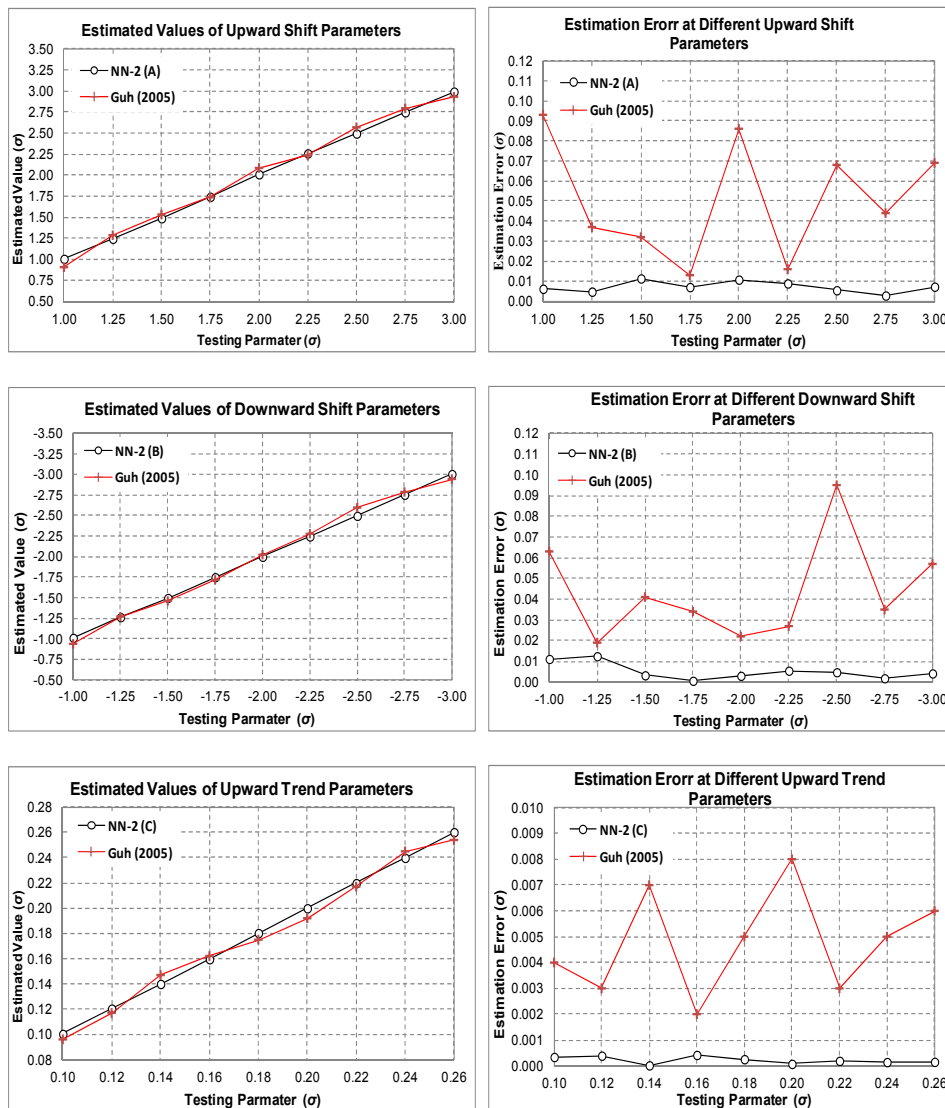 Estimated Values of Upward Shift Parameters
3.50
3.25
3.00
2.75
2.50
2.25
2.00
1.75
1.50
1.25
1.00
0.75
0.50
Estimated Value (σ)
NN-2 (A)
Guh (2005)
1.00 1.25 1.50 1.75 2.00 2.25 2.50 2.75 3.00
Testing Parmater (σ)
Estimation Erorr at Different Upward Shift
Parameters
0.12
0.11
0.10
0.09
0.08
0.07
0.06
0.05
0.04
0.03
0.02
0.01
0.00
Estimation Error (σ)
NN-2 (A)
Guh (2005)
1.00 1.25 1.50 1.75 2.00 2.25 2.50 2.75 3.00
Testing Parmater (σ)
Estimated Values of Downward Shift Parameters
-3.50
-3.25
-3.00
-2.75
-2.50
-2.25
-2.00
-1.75
-1.50
-1.25
-1.00
-0.75
-0.50
Estimated Value (σ)
NN-2 (B)
Guh (2005)
-1.00 -1.25 -1.50 -1.75 -2.00 -2.25 -2.50 -2.75 -3.00
Testing Parmater (σ)
Estimation Erorr at Different Downward Shift
Parameters
0.12
0.11
0.10
0.09
0.08
0.07
0.06
0.05
0.04
0.03
0.02
0.01
0.00
Estimation Error (σ)
NN-2 (B)
Guh (2005)
-1.00 -1.25 -1.50 -1.75 -2.00 -2.25 -2.50 -2.75 -3.00
Testing Parmater (σ)
Estimated Values of Upward Trend Parameters
0.28
0.26
0.24
0.22
0.20
0.18
0.16
0.14
0.12
0.10
0.08
Estimated Value (σ)
NN-2 (C)
Guh (2005)
0.10 0.12 0.14 0.16 0.18 0.20 0.22 0.24 0.26
Testing Parmater (σ)
Estimation Erorr at Different Upward Trend
Parameters
0.010
0.009
0.008
0.007
0.006
0.005
0.004
0.003
0.002
0.001
0.000
Estimation Error (σ)
NN-2 (C)
Guh (2005)
0.10 0.12 0.14 0.16 0.18 0.20 0.22 0.24 0.26
Testing Parmater (σ)